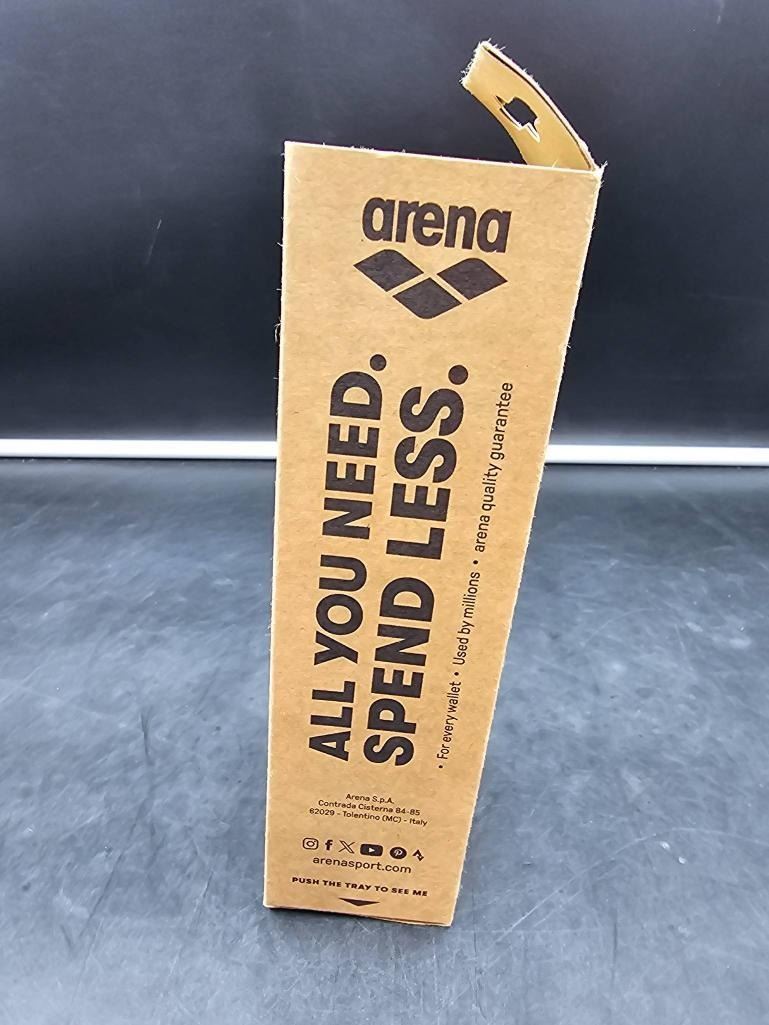 arena
ALL YOU NEED.
SPEND LESS.
• For every wallet • Used by millions • arena quality guarantee
Arena S.p.A.
Contrada Cisterna 84-85
62029 - Tolentino (MC) - Italy
arenasport.com
PUSH THE TRAY TO SEE ME